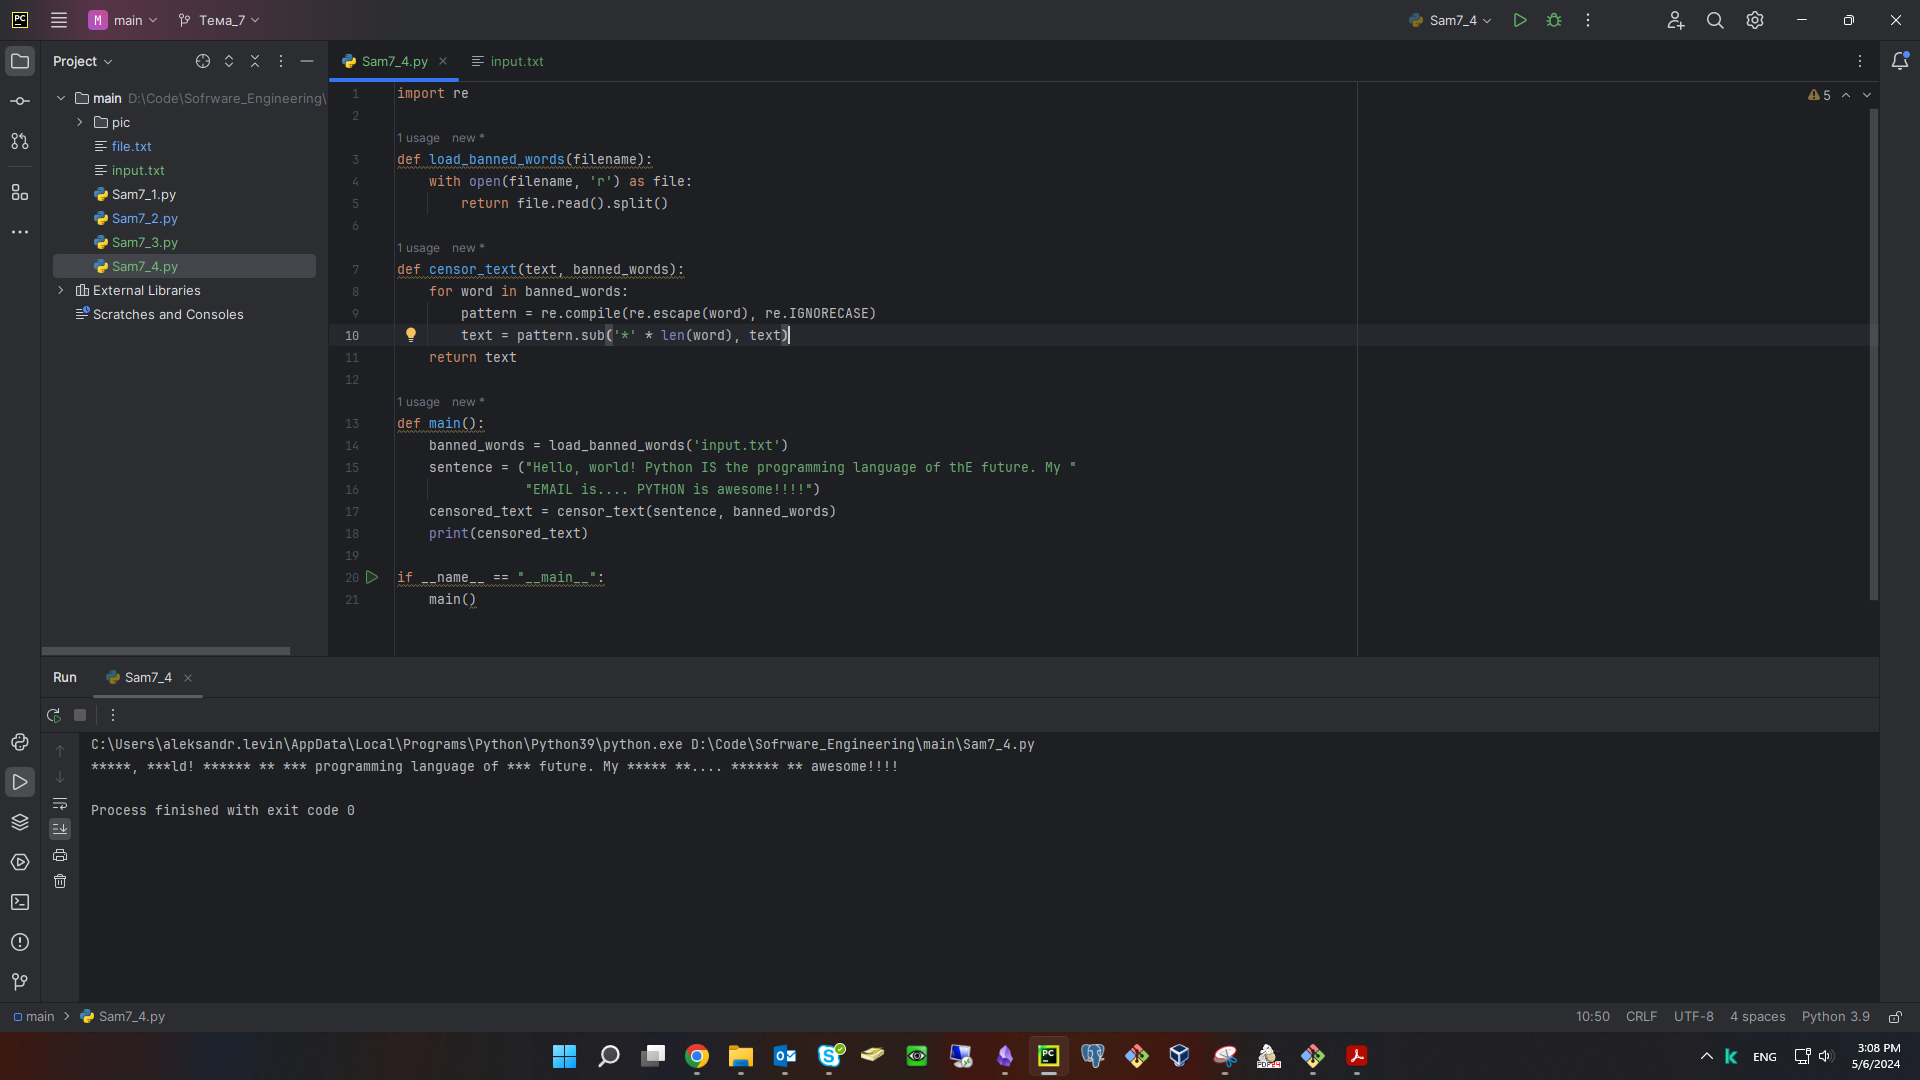 PC
M main Тема_7 Sam7_4
Project
Sam7_4.py input.txt
main D:\Code\Sofrware_Engineering\
pic
file.txt
input.txt
Sam7_1.py
Sam7_2.py
Sam7_3.py
Sam7_4.py
External Libraries
Scratches and Consoles
5
1 import re
2
1 usage new *
3 def load_banned_words(filename):
4 with open(filename, 'r') as file:
5 return file.read().split()
6
1 usage new *
7 def censor_text(text, banned_words):
8 for word in banned_words:
9 pattern = re.compile(re.escape(word), re.IGNORECASE)
10 text = pattern.sub('*' * len(word), text)
11 return text
12
1 usage new *
13 def main():
14 banned_words = load_banned_words('input.txt')
15 sentence = ("Hello, world! Python IS the programming language of thE future. My "
16 "EMAIL is.... PYTHON is awesome!!!!")
17 censored_text = censor_text(sentence, banned_words)
18 print(censored_text)
19
20 if __name__ == "__main__":
21 main()
Run Sam7_4
C:\Users\aleksandr.levin\AppData\Local\Programs\Python\Python39\python.exe D:\Code\Sofrware_Engineering\main\Sam7_4.py
*****, ***ld! ****** ** *** programming language of *** future. My ***** **.... ****** ** awesome!!!!
Process finished with exit code 0
main Sam7_4.py
10:50 CRLF UTF-8 4 spaces Python 3.9
PC
ENG
3:08 PM
5/6/2024